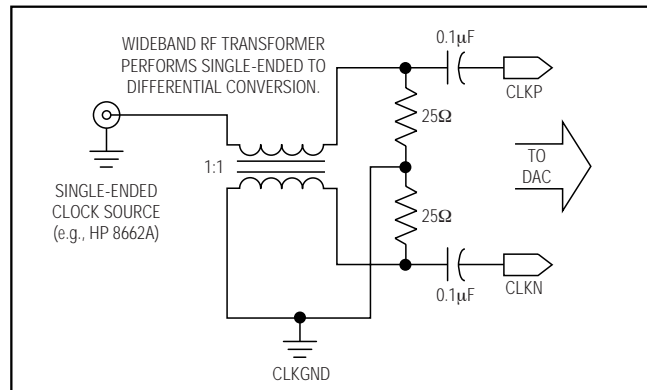 WIDEBAND RF TRANSFORMER
PERFORMS SINGLE-ENDED TO
DIFFERENTIAL CONVERSION.
0.1μF
CLKP
25Ω
1:1
TO
DAC
SINGLE-ENDED
CLOCK SOURCE
(e.g., HP 8662A)
25Ω
0.1μF
CLKN
CLKGND